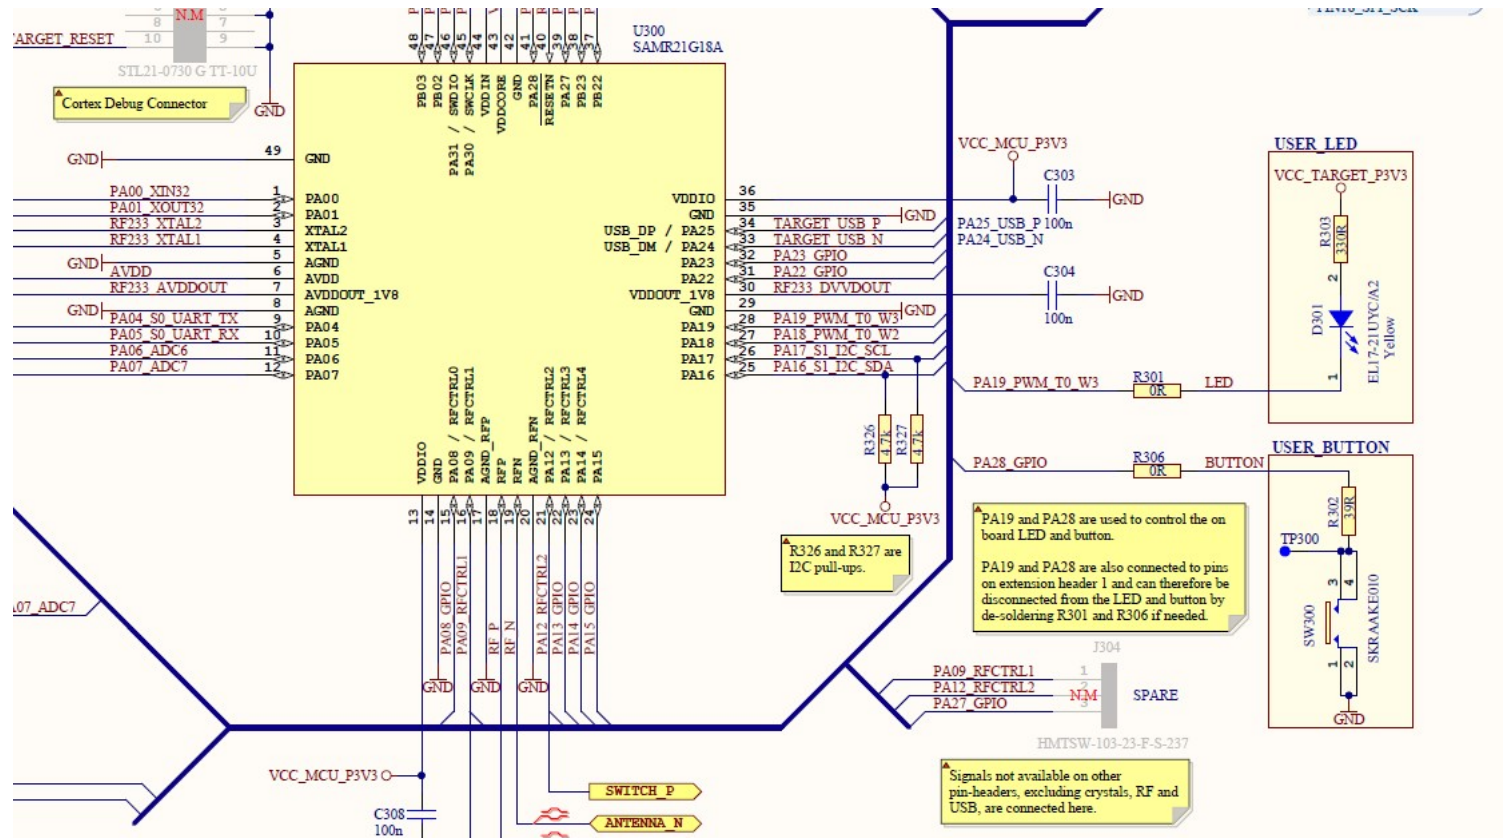 PIN16_SPI_SCK
N.M
8
7
TARGET_RESET
10
9
STL21-0730 G TT-10U
Cortex Debug Connector
GND
48
47
46
45
44
43
42
41
40
39
38
37
U300
SAMR21G18A
PB03
PB02
PA31 / SWDIO
PA30 / SWCLK
VDDIN
VDDCORE
GND
PA28
RESETN
PA27
PB23
PB22
GND
49
GND
PA00_XIN32
1
PA00
PA01_XOUT32
2
PA01
RF233_XTAL2
3
XTAL2
RF233_XTAL1
4
XTAL1
GND
5
AGND
AVDD
6
AVDD
RF233_AVDDOUT
7
AVDDOUT_1V8
GND
8
AGND
PA04_S0_UART_TX
9
PA04
PA05_S0_UART_RX
10
PA05
PA06_ADC6
11
PA06
PA07_ADC7
12
PA07
VDDIO
36
GND
35
GND
USB_DP / PA25
34
TARGET_USB_P
PA25_USB_P
USB_DM / PA24
33
TARGET_USB_N
PA24_USB_N
PA23
32
PA23_GPIO
PA22
31
PA22_GPIO
VDDOUT_1V8
30
RF233_DVVDOUT
GND
29
GND
PA19
28
PA19_PWM_T0_W3
PA18
27
PA18_PWM_T0_W2
PA17
26
PA17_S1_I2C_SCL
PA16
25
PA16_S1_I2C_SDA
VCC_MCU_P3V3
C303
100n
GND
C304
100n
GND
USER_LED
VCC_TARGET_P3V3
R303
330R
2
D301
EL17-21UYC/A2
Yellow
1
PA19_PWM_T0_W3
R301
0R
LED
PA28_GPIO
R306
0R
BUTTON
USER_BUTTON
R302
39R
TP300
3
4
SW300
SKRAAKE010
1
2
GND
VDDIO
GND
PA08 / RFCTRL0
PA09 / RFCTRL1
AGND_RFP
RFP
RFN
AGND_RFN
PA12 / RFCTRL2
PA13 / RFCTRL3
PA14 / RFCTRL4
PA15
13
14
15
16
17
18
19
20
21
22
23
24
PA08_GPIO
PA09_RFCTRL1
RF_P
RF_N
PA12_RFCTRL2
PA13_GPIO
PA14_GPIO
PA15_GPIO
GND
GND
GND
R326
4.7k
R327
4.7k
VCC_MCU_P3V3
R326 and R327 are
I2C pull-ups.
PA19 and PA28 are used to control the on
board LED and button.
PA19 and PA28 are also connected to pins
on extension header 1 and can therefore be
disconnected from the LED and button by
de-soldering R301 and R306 if needed.
J304
PA09_RFCTRL1
1
PA12_RFCTRL2
2
N.M
SPARE
PA27_GPIO
3
HMTSW-103-23-F-S-237
Signals not available on other
pin-headers, excluding crystals, RF and
USB, are connected here.
A07_ADC7
VCC_MCU_P3V3
C308
100n
SWITCH_P
ANTENNA_N